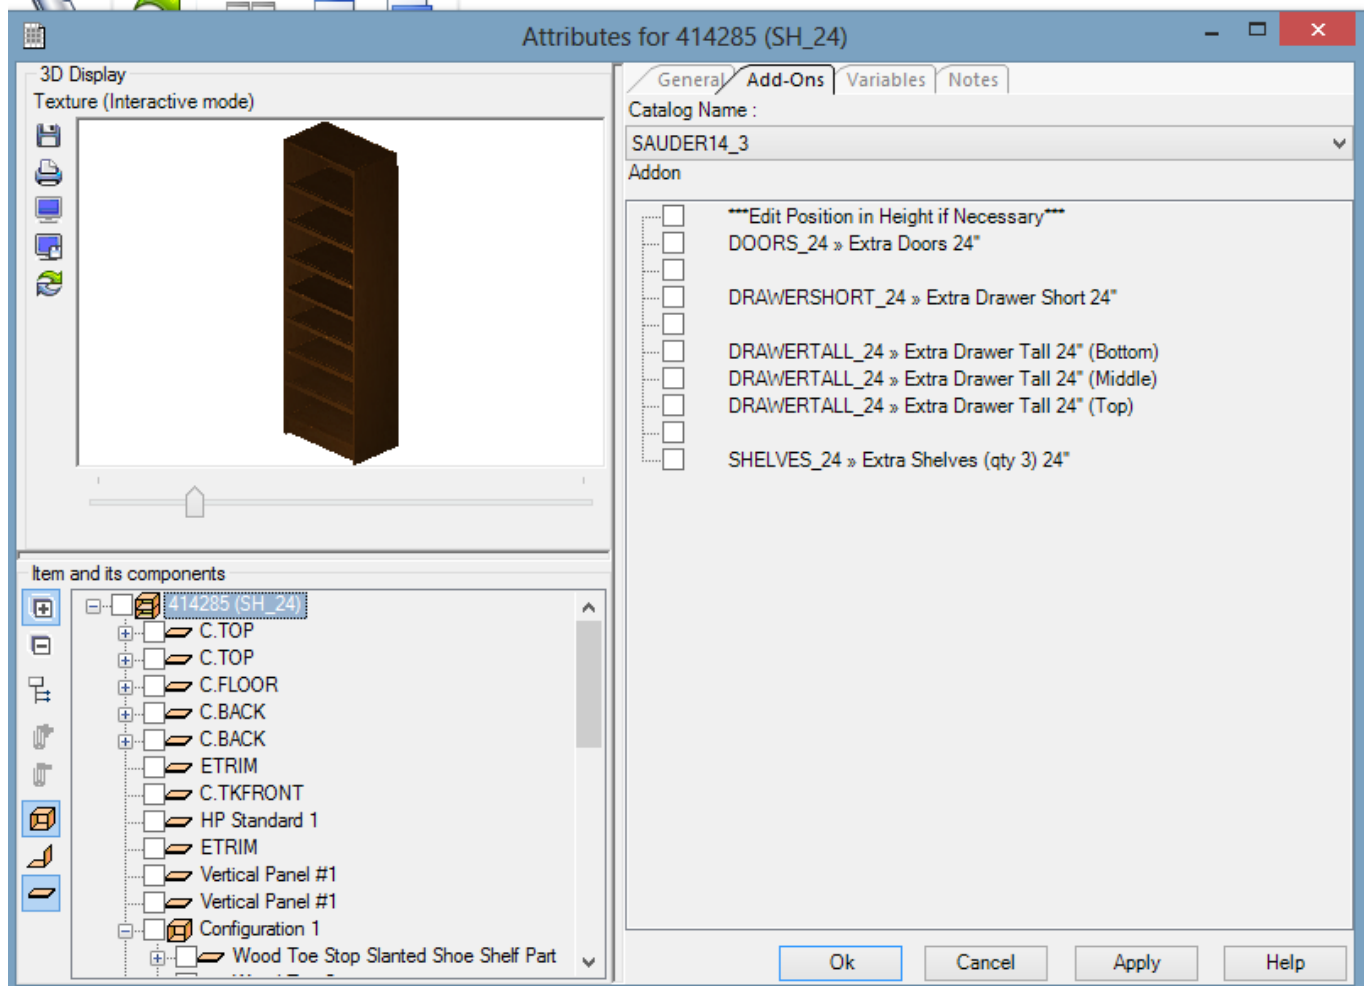 Attributes for 414285 (SH_24)
3D Display
Texture (Interactive mode)
General Add-Ons Variables Notes
Catalog Name :
SAUDER14_3
Addon
***Edit Position in Height if Necessary***
DOORS_24 » Extra Doors 24"
DRAWERSHORT_24 » Extra Drawer Short 24"
DRAWERTALL_24 » Extra Drawer Tall 24" (Bottom)
DRAWERTALL_24 » Extra Drawer Tall 24" (Middle)
DRAWERTALL_24 » Extra Drawer Tall 24" (Top)
SHELVES_24 » Extra Shelves (qty 3) 24"
Item and its components
414285 (SH_24)
C.TOP
C.TOP
C.FLOOR
C.BACK
C.BACK
ETRIM
C.TKFRONT
HP Standard 1
ETRIM
Vertical Panel #1
Vertical Panel #1
Configuration 1
Wood Toe Stop Slanted Shoe Shelf Part
Ok Cancel Apply Help